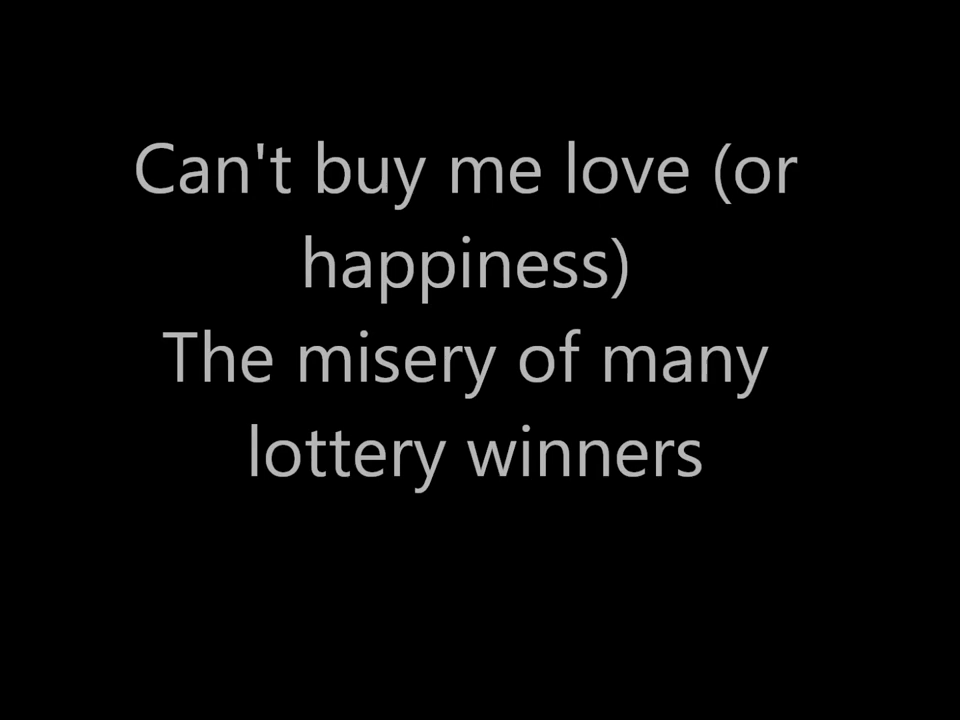 Can't buy me love (or
happiness)
The misery of many
lottery winners